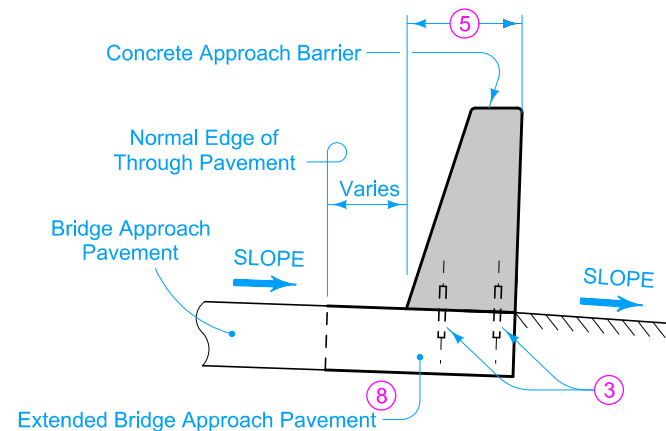 5
Concrete Approach Barrier
Normal Edge of
Through Pavement
Varies
Bridge Approach
Pavement
SLOPE
SLOPE
3
8
Extended Bridge Approach Pavement